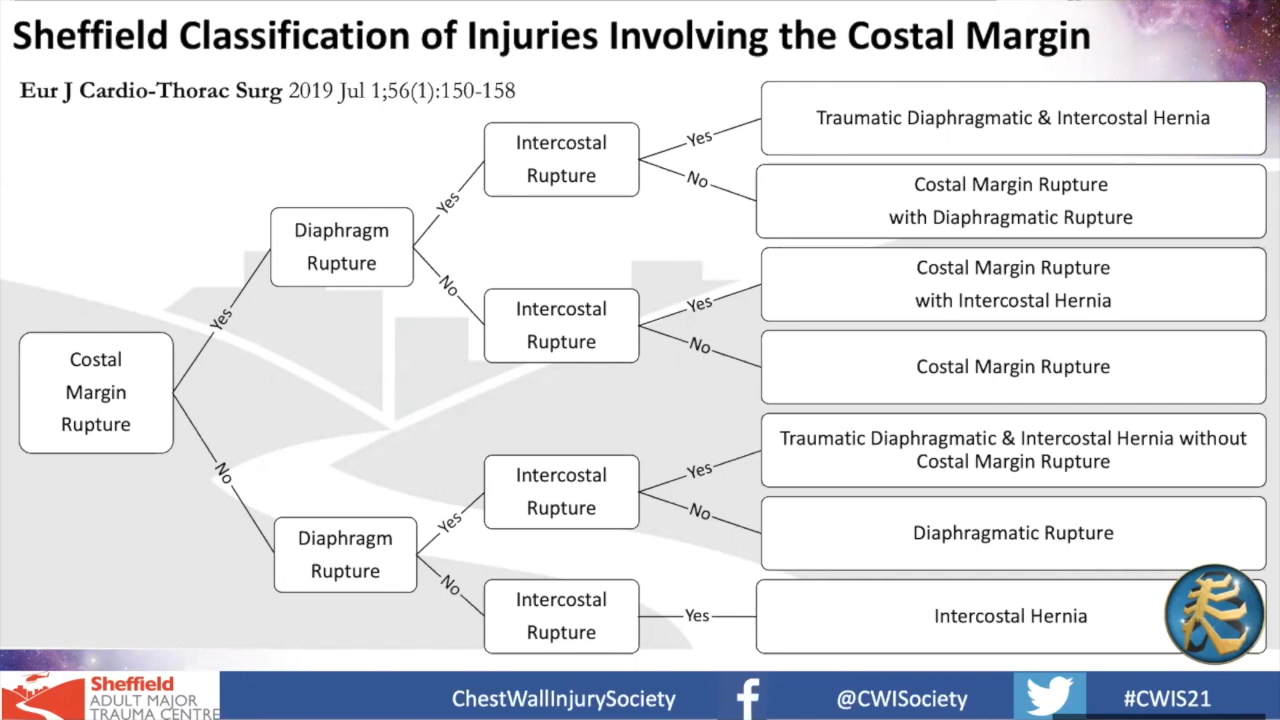 Sheffield Classification of Injuries Involving the Costal Margin
Eur J Cardio-Thorac Surg 2019 Jul 1;56(1):150-158
Costal
Margin
Rupture
Yes
No
Diaphragm
Rupture
Yes
No
Diaphragm
Rupture
Yes
No
Intercostal
Rupture
Yes
No
Intercostal
Rupture
Yes
No
Intercostal
Rupture
Yes
No
Intercostal
Rupture
Yes
Traumatic Diaphragmatic & Intercostal Hernia
Costal Margin Rupture
with Diaphragmatic Rupture
Costal Margin Rupture
with Intercostal Hernia
Costal Margin Rupture
Traumatic Diaphragmatic & Intercostal Hernia without
Costal Margin Rupture
Diaphragmatic Rupture
Intercostal Hernia
Sheffield
ADULT MAJOR
TRAUMA CENTRE
ChestWallInjurySociety
@CWISociety
#CWIS21